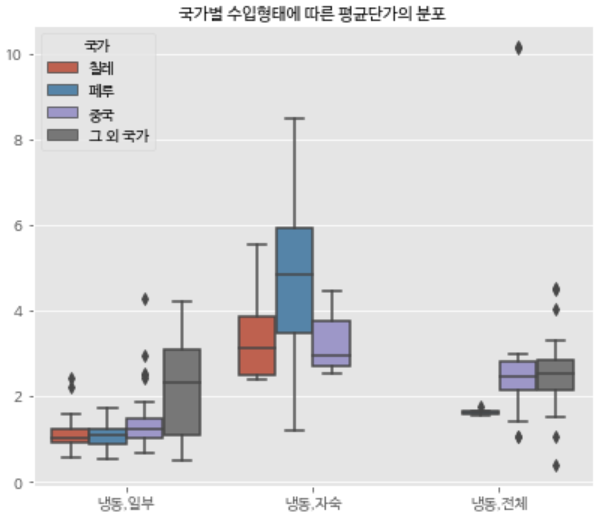 국가별 수입형태에 따른 평균단가의 분포
국가
칠레
페루
중국
그 외 국가
10
8
6
4
2
0
냉동,일부
냉동,자숙
냉동,전체